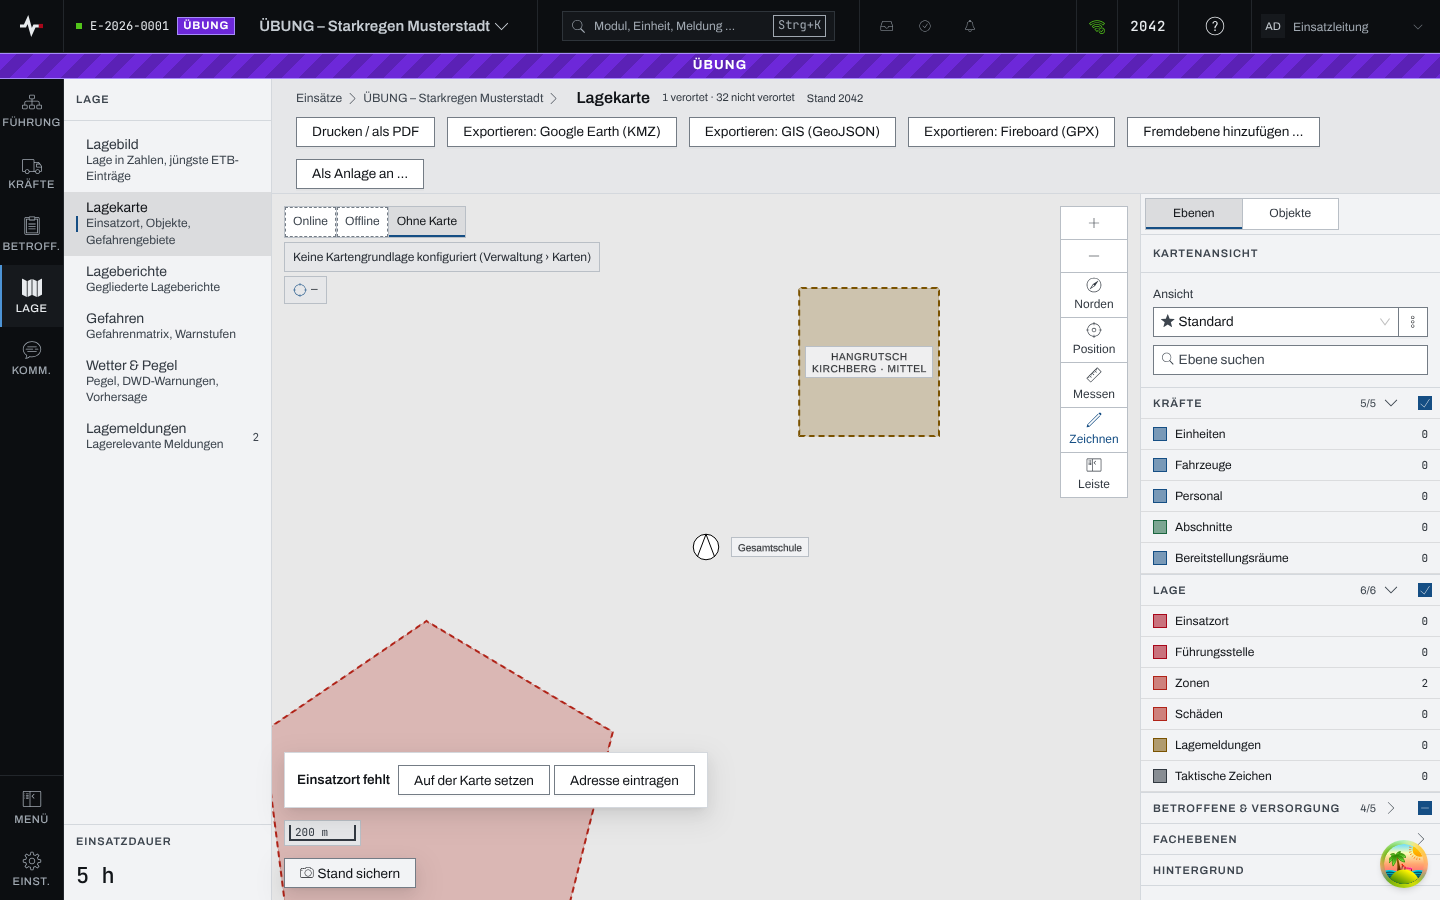 E-2026-0001 ÜBUNG ÜBUNG – Starkregen Musterstadt Modul, Einheit, Meldung ... Strg+K 2042 AD Einsatzleitung
ÜBUNG
FÜHRUNG
KRÄFTE
BETROFF.
LAGE
KOMM.
MENÜ
EINST.
LAGE
Lagebild
Lage in Zahlen, jüngste ETB-
Einträge
Lagekarte
Einsatzort, Objekte,
Gefahrengebiete
Lageberichte
Gegliederte Lageberichte
Gefahren
Gefahrenmatrix, Warnstufen
Wetter & Pegel
Pegel, DWD-Warnungen,
Vorhersage
Lagemeldungen
Lagerelevante Meldungen 2
EINSATZDAUER
5 h
Einsätze ÜBUNG – Starkregen Musterstadt Lagekarte 1 verortet · 32 nicht verortet Stand 2042
Drucken / als PDF Exportieren: Google Earth (KMZ) Exportieren: GIS (GeoJSON) Exportieren: Fireboard (GPX) Fremdebene hinzufügen ...
Als Anlage an ...
Online Offline Ohne Karte
Keine Kartengrundlage konfiguriert (Verwaltung › Karten)
–
HANGRUTSCH
KIRCHBERG · MITTEL
Gesamtschule
Einsatzort fehlt Auf der Karte setzen Adresse eintragen
200 m
Stand sichern
+
–
Norden
Position
Messen
Zeichnen
Leiste
Ebenen Objekte
KARTENANSICHT
Ansicht
Standard
Ebene suchen
KRÄFTE 5/5
Einheiten 0
Fahrzeuge 0
Personal 0
Abschnitte 0
Bereitstellungsräume 0
LAGE 6/6
Einsatzort 0
Führungsstelle 0
Zonen 2
Schäden 0
Lagemeldungen 0
Taktische Zeichen 0
BETROFFENE & VERSORGUNG 4/5
FACHEBENEN
HINTERGRUND